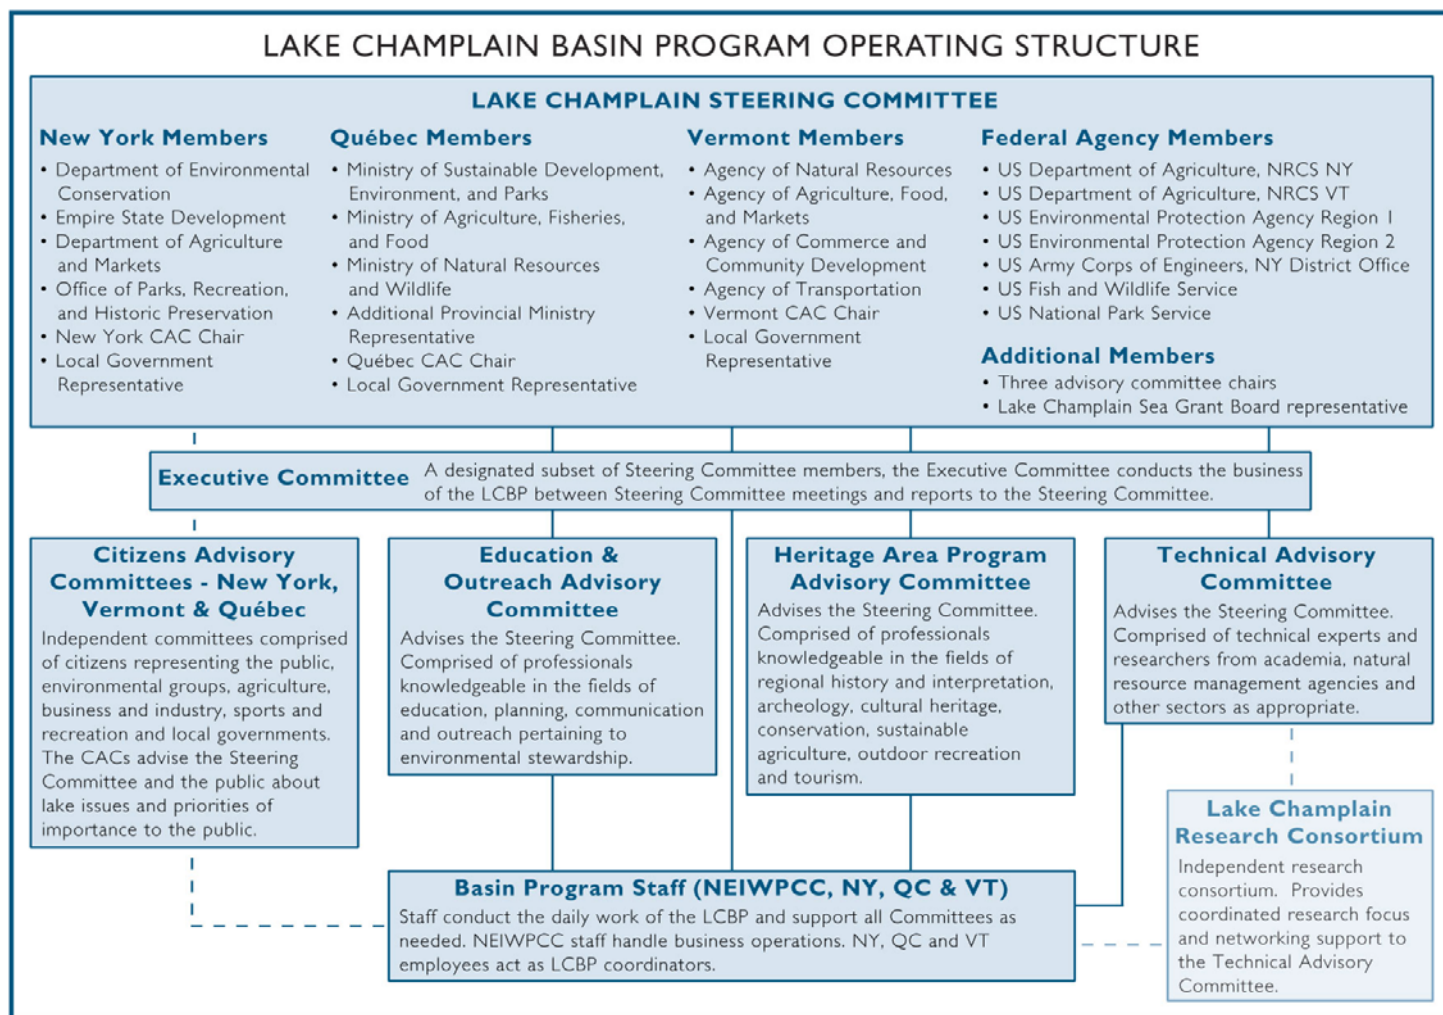 LAKE CHAMPLAIN BASIN PROGRAM OPERATING STRUCTURE
LAKE CHAMPLAIN STEERING COMMITTEE
New York Members
• Department of Environmental
Conservation
• Empire State Development
• Department of Agriculture
and Markets
• Office of Parks, Recreation,
and Historic Preservation
• New York CAC Chair
• Local Government
Representative
Québec Members
• Ministry of Sustainable Development,
Environment, and Parks
• Ministry of Agriculture, Fisheries,
and Food
• Ministry of Natural Resources
and Wildlife
• Additional Provincial Ministry
Representative
• Québec CAC Chair
• Local Government Representative
Vermont Members
• Agency of Natural Resources
• Agency of Agriculture, Food,
and Markets
• Agency of Commerce and
Community Development
• Agency of Transportation
• Vermont CAC Chair
• Local Government
Representative
Federal Agency Members
• US Department of Agriculture, NRCS NY
• US Department of Agriculture, NRCS VT
• US Environmental Protection Agency Region 1
• US Environmental Protection Agency Region 2
• US Army Corps of Engineers, NY District Office
• US Fish and Wildlife Service
• US National Park Service
Additional Members
• Three advisory committee chairs
• Lake Champlain Sea Grant Board representative
Executive Committee
A designated subset of Steering Committee members, the Executive Committee conducts the business
of the LCBP between Steering Committee meetings and reports to the Steering Committee.
Citizens Advisory
Committees - New York,
Vermont & Québec
Independent committees comprised
of citizens representing the public,
environmental groups, agriculture,
business and industry, sports and
recreation and local governments.
The CACs advise the Steering
Committee and the public about
lake issues and priorities of
importance to the public.
Education &
Outreach Advisory
Committee
Advises the Steering Committee.
Comprised of professionals
knowledgeable in the fields of
education, planning, communication
and outreach pertaining to
environmental stewardship.
Heritage Area Program
Advisory Committee
Advises the Steering Committee.
Comprised of professionals
knowledgeable in the fields of
regional history and interpretation,
archeology, cultural heritage,
conservation, sustainable
agriculture, outdoor recreation
and tourism.
Technical Advisory
Committee
Advises the Steering Committee.
Comprised of technical experts and
researchers from academia, natural
resource management agencies and
other sectors as appropriate.
Lake Champlain
Research Consortium
Independent research
consortium. Provides
coordinated research focus
and networking support to
the Technical Advisory
Committee.
Basin Program Staff (NEIWPCC, NY, QC & VT)
Staff conduct the daily work of the LCBP and support all Committees as
needed. NEIWPCC staff handle business operations. NY, QC and VT
employees act as LCBP coordinators.